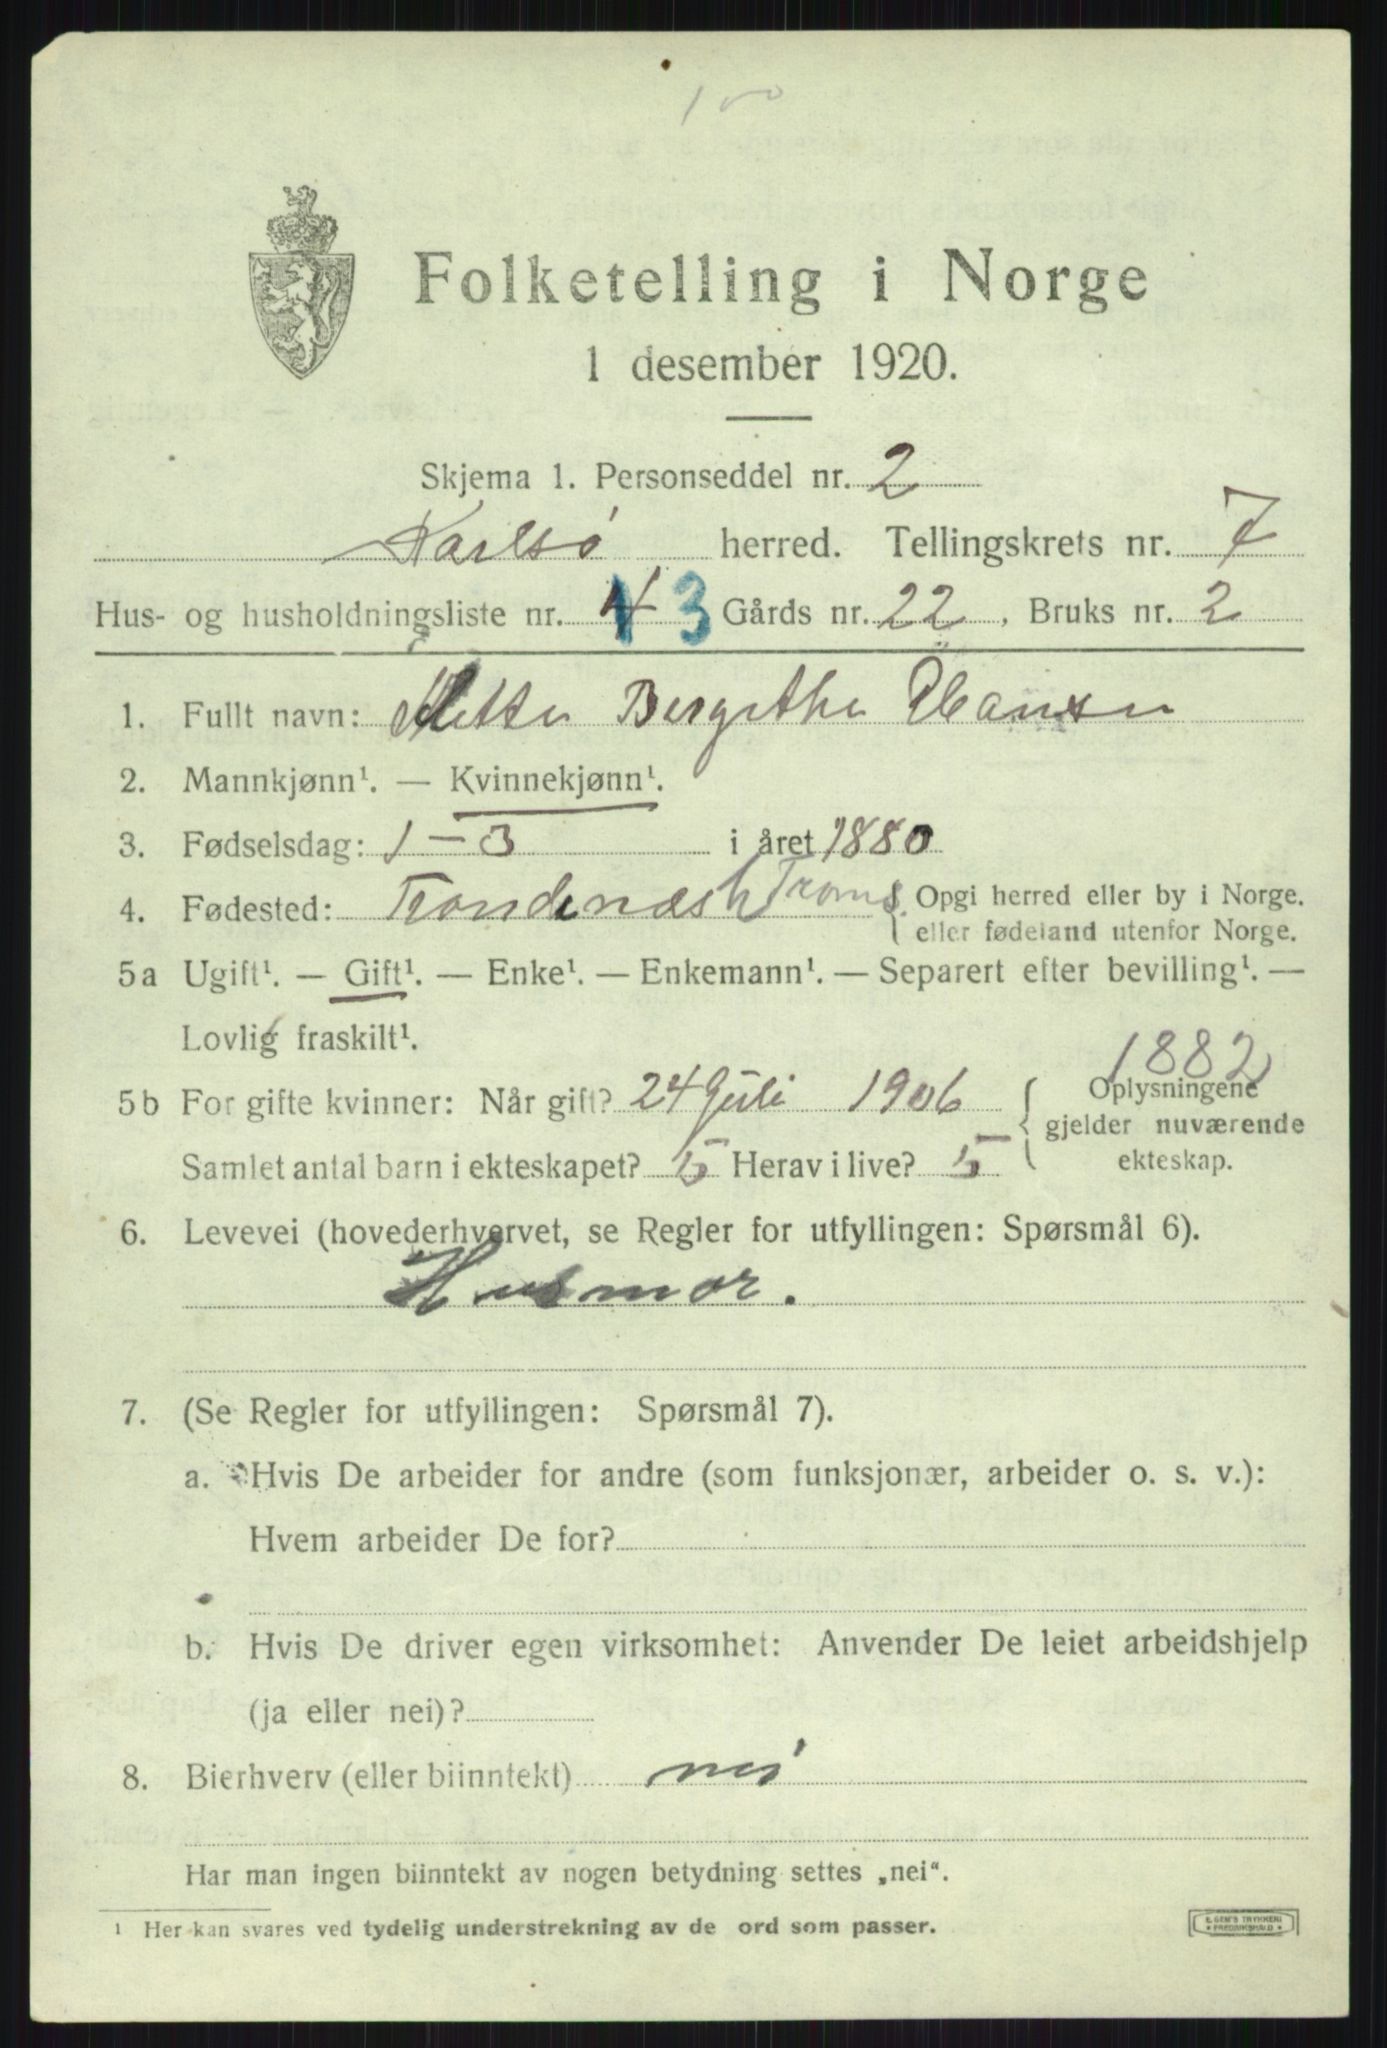 100
Folketelling i Norge
1 desember 1920.
Skjema 1. Personseddel nr. 2
Karlsö herred. Tellingskrets nr. 7
Hus- og husholdningsliste nr. 43 Gårds nr. 22, Bruks nr. 2
1. Fullt navn: Mette Bergithe Hansen
2. Mannkjønn¹. — Kvinnekjønn¹.
3. Fødselsdag: 1 - 3 i året 1880
4. Fødested: Trondenæs h Troms { Opgi herred eller by i Norge.
eller fødeland utenfor Norge.
5a Ugift¹. — Gift¹. — Enke¹. — Enkemann¹. — Separert efter bevilling¹. —
Lovlig fraskilt¹.
1882
5b For gifte kvinner: Når gift? 24 Juli 1906 { Oplysningene
gjelder nuværende
Samlet antal barn i ekteskapet? 5 Herav i live? 5 ekteskap.
6. Levevei (hovederhvervet, se Regler for utfyllingen: Spørsmål 6).
Husmor.
7. (Se Regler for utfyllingen: Spørsmål 7).
a. Hvis De arbeider for andre (som funksjonær, arbeider o. s. v.):
Hvem arbeider De for?
b. Hvis De driver egen virksomhet: Anvender De leiet arbeidshjelp
(ja eller nei)?
8. Bierhverv (eller biinntekt) nei
Har man ingen biinntekt av nogen betydning settes „nei“.
¹ Her kan svares ved tydelig understrekning av de ord som passer.
E. SEM'S TRYKKERI
FREDRIKSHALD